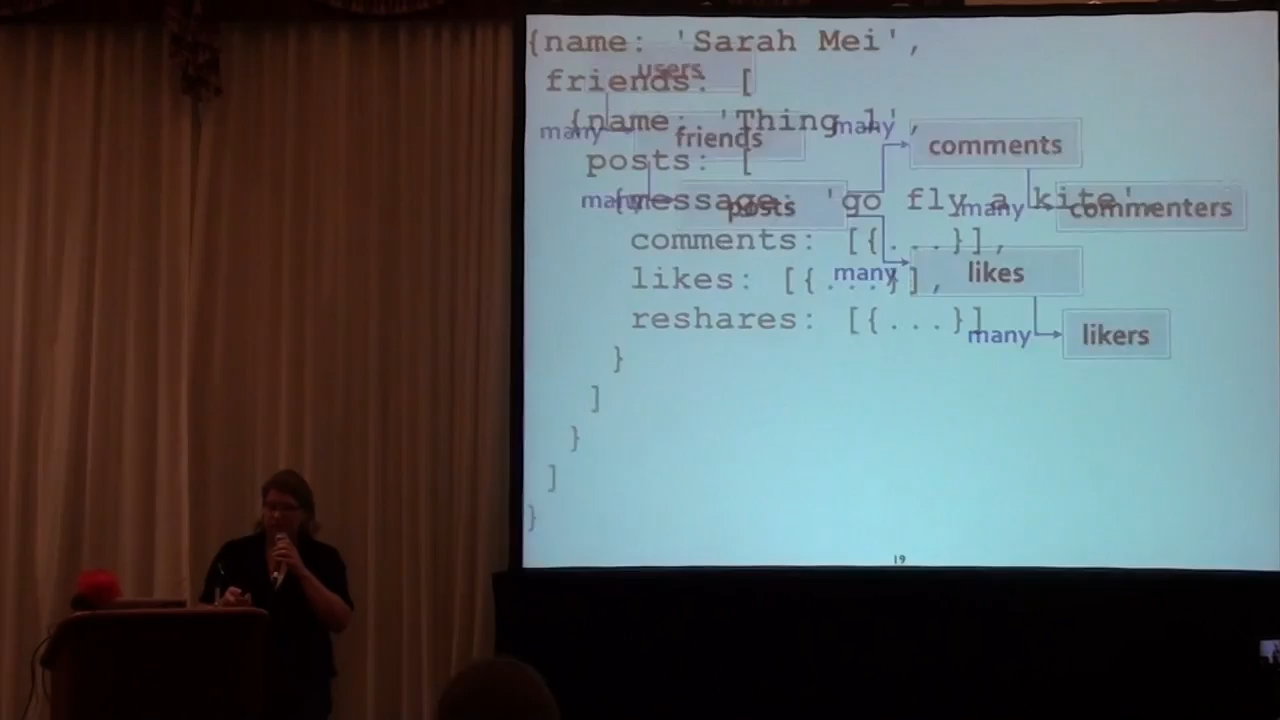 {name: 'Sarah Mei',
users
friends: [
many
friends
{name: 'Thing 1',
many
comments
posts: [
many
posts
{message: 'go fly a kite',
many
commenters
comments: [{...}],
many
likes
likes: [{...}],
reshares: [{...}]
many
likers
}
]
}
]
}
19